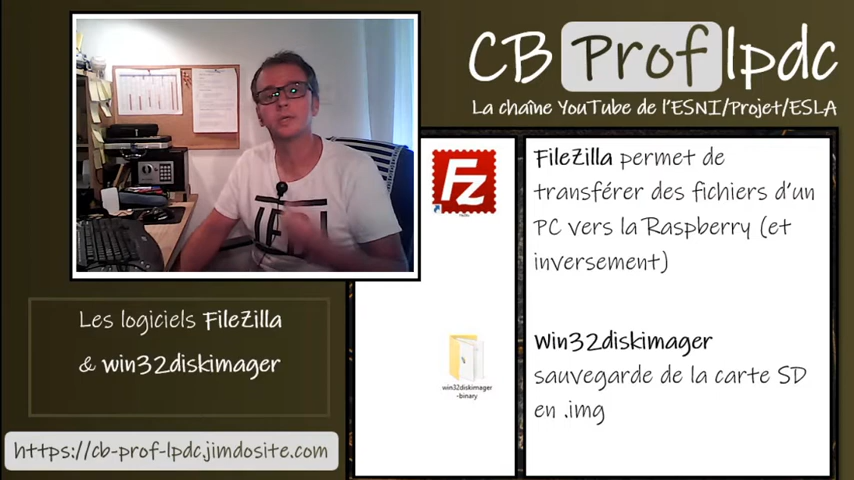 CB Prof lpdc
La chaîne YouTube de l'ESNI/Projet/ESLA
FileZilla permet de
transférer des fichiers d'un
PC vers la Raspberry (et
inversement)
Fz
Les logiciels FileZilla
& win32diskimager
Win32diskimager
sauvegarde de la carte SD
en .img
win32diskimager
-binary
https://cb-prof-lpdc.jimdosite.com